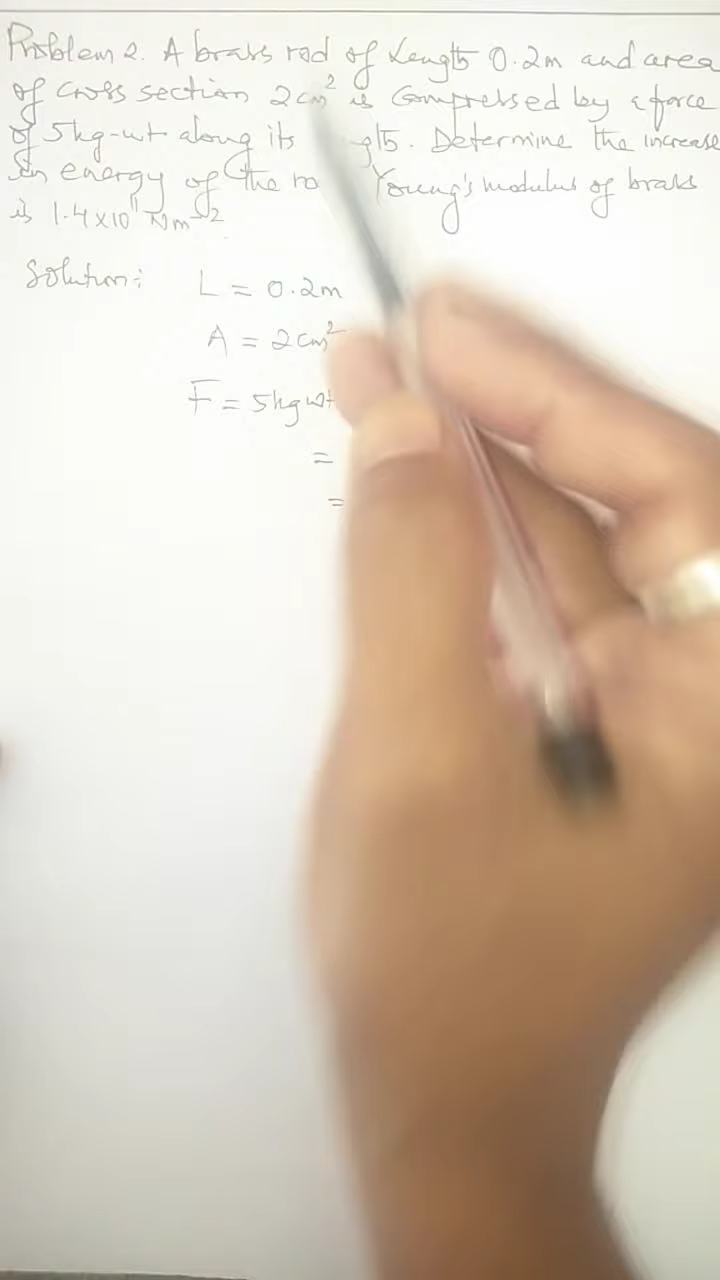 Problem 2. A brass rod of Length 0.2m and area
of cross section 2cm² is Compressed by a force
of 5kg-wt along its Determine the increase
in energy of the Young's modulus of brass
is 1.4x10¹¹ Nm⁻²
Solution: L = 0.2m
A = 2cm²
F = 5kg wt
=
=